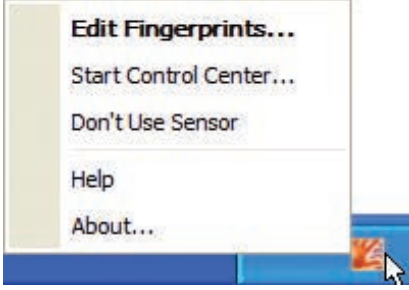 Edit Fingerprints...
Start Control Center...
Don't Use Sensor
Help
About...